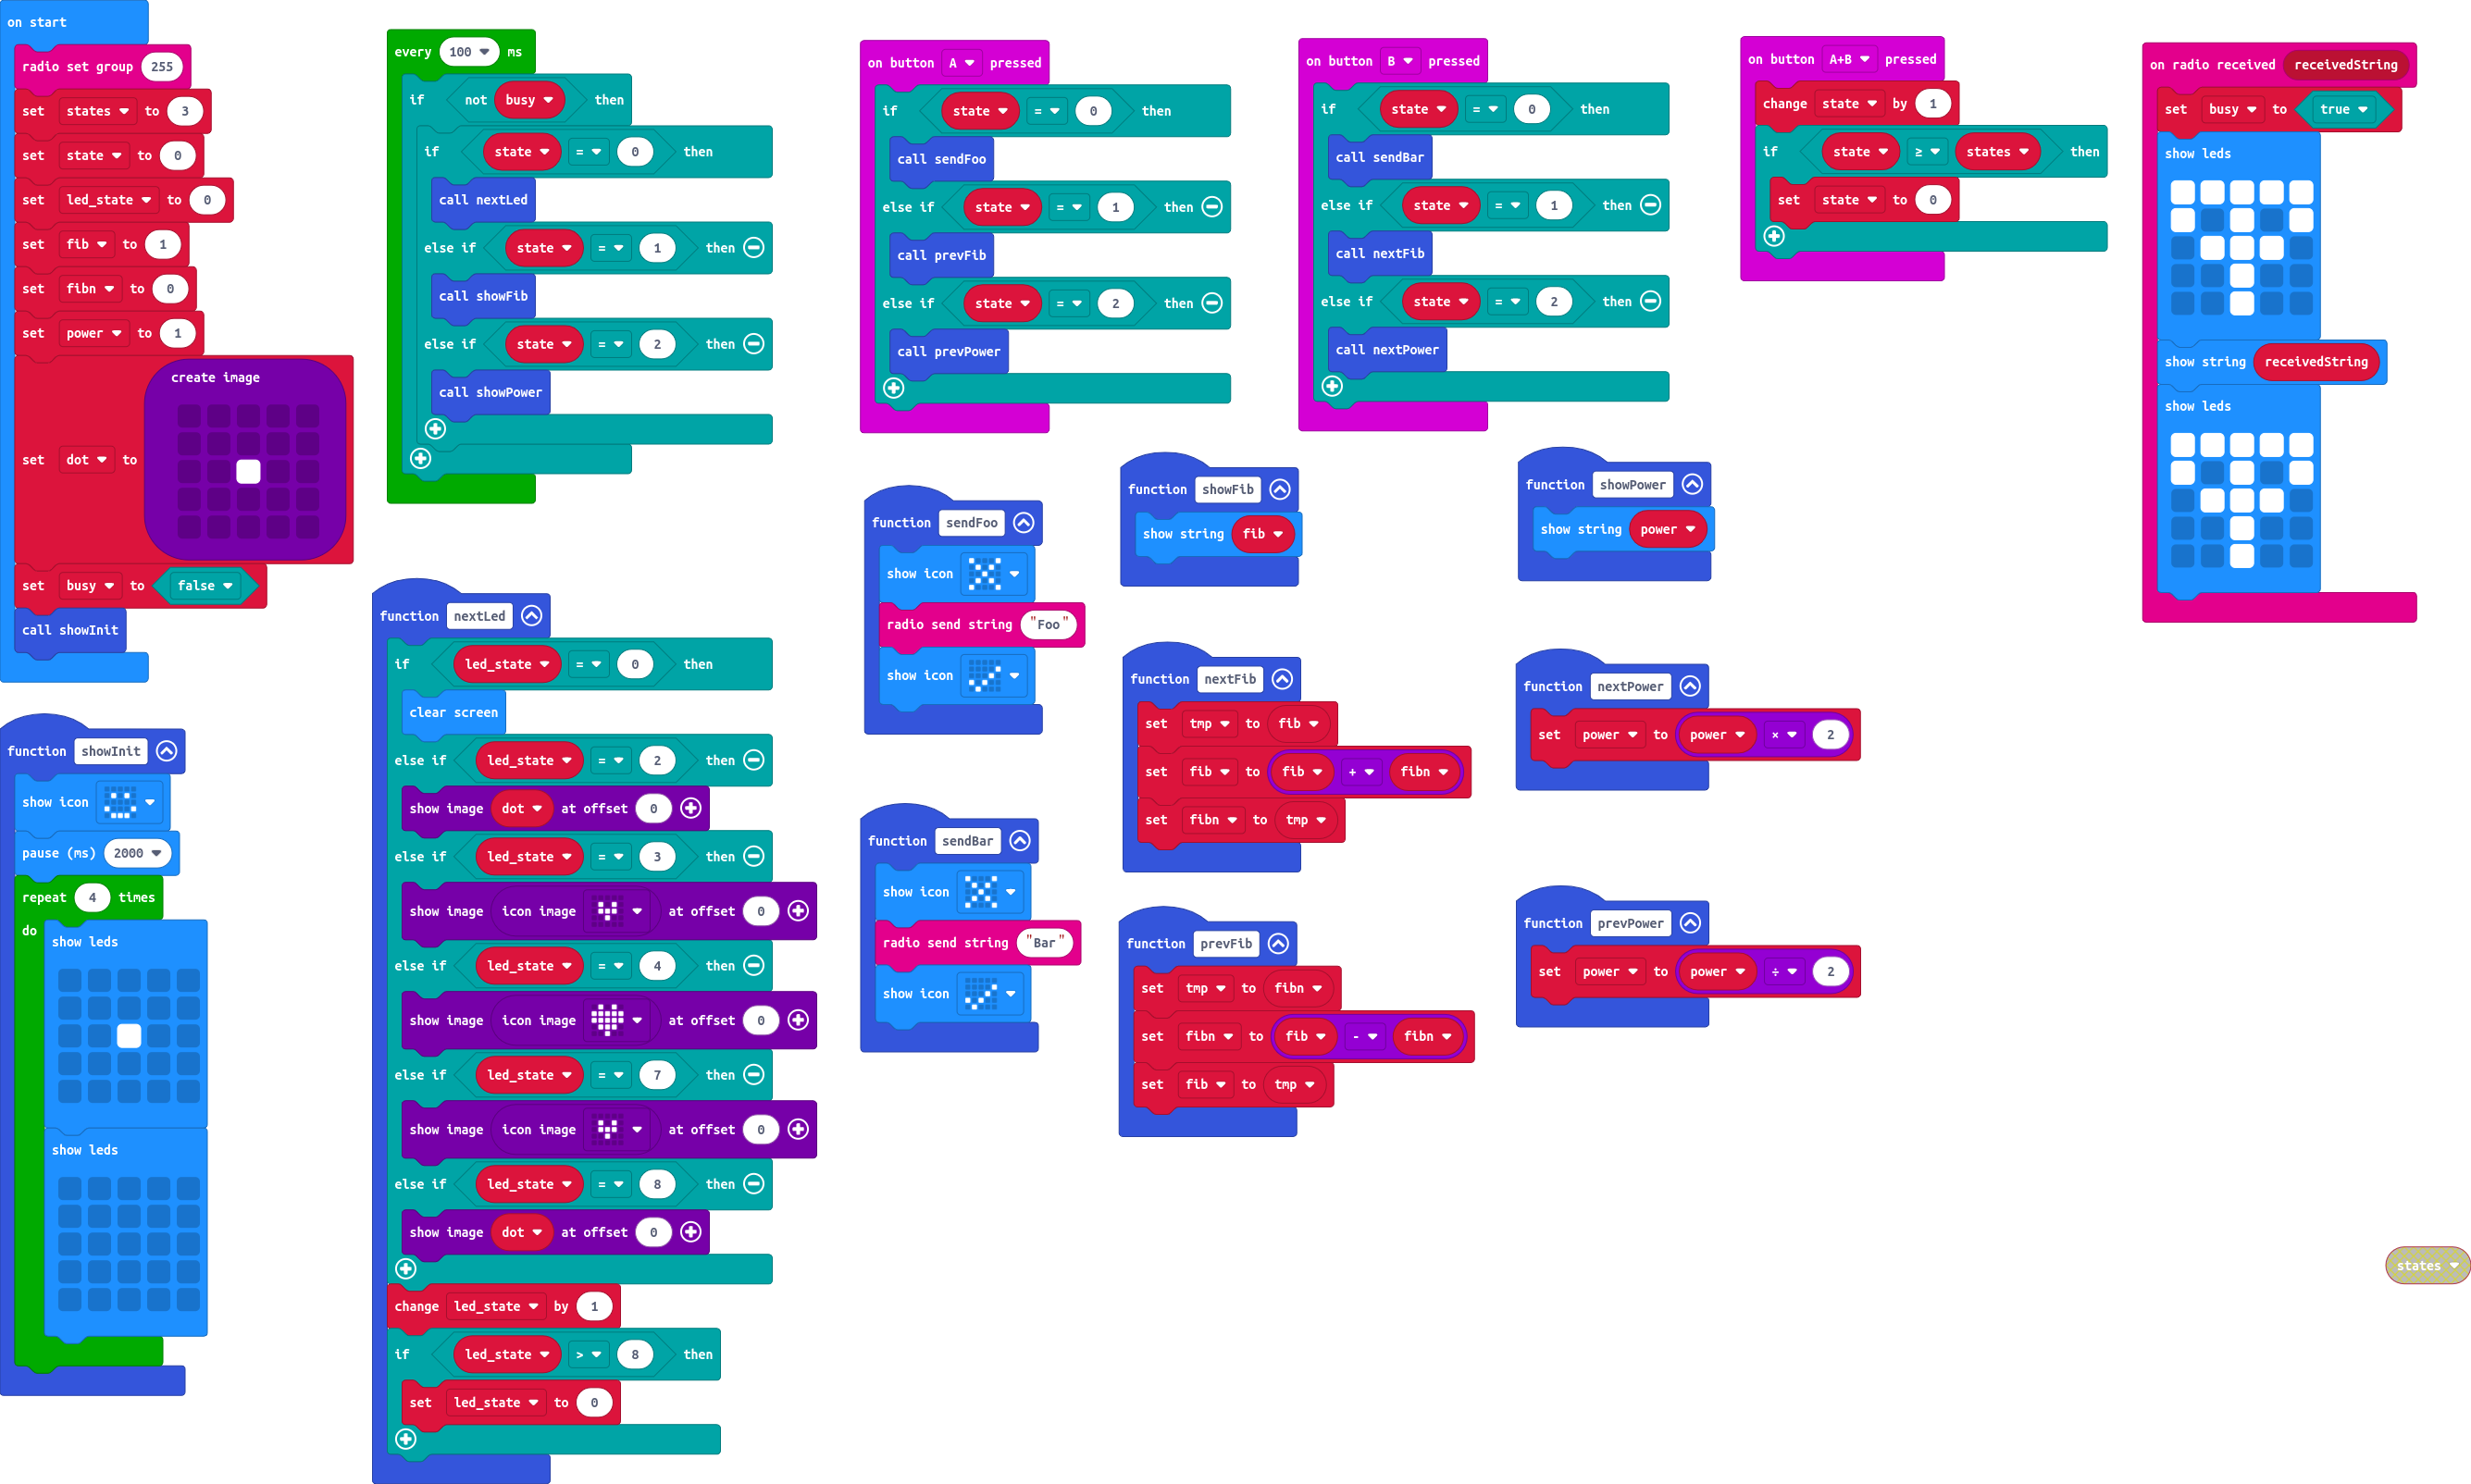 on start
radio set group 255
set states to 3
set state to 0
set led_state to 0
set fib to 1
set fibn to 0
set power to 1
create image
set dot to
set busy to false
call showInit
function showInit
show icon
pause (ms) 2000
repeat 4 times
do
show leds
show leds
every 100 ms
if not busy then
if state = 0 then
call nextLed
else if state = 1 then
call showFib
else if state = 2 then
call showPower
function nextLed
if led_state = 0 then
clear screen
else if led_state = 2 then
show image dot at offset 0
else if led_state = 3 then
show image icon image at offset 0
else if led_state = 4 then
show image icon image at offset 0
else if led_state = 7 then
show image icon image at offset 0
else if led_state = 8 then
show image dot at offset 0
change led_state by 1
if led_state > 8 then
set led_state to 0
on button A pressed
if state = 0 then
call sendFoo
else if state = 1 then
call prevFib
else if state = 2 then
call prevPower
function sendFoo
show icon
radio send string "Foo"
show icon
function sendBar
show icon
radio send string "Bar"
show icon
on button B pressed
if state = 0 then
call sendBar
else if state = 1 then
call nextFib
else if state = 2 then
call nextPower
function showFib
show string fib
function nextFib
set tmp to fib
set fib to fib + fibn
set fibn to tmp
function prevFib
set tmp to fibn
set fibn to fib - fibn
set fib to tmp
function showPower
show string power
function nextPower
set power to power × 2
function prevPower
set power to power ÷ 2
on button A+B pressed
change state by 1
if state ≥ states then
set state to 0
on radio received receivedString
set busy to true
show leds
show string receivedString
show leds
states